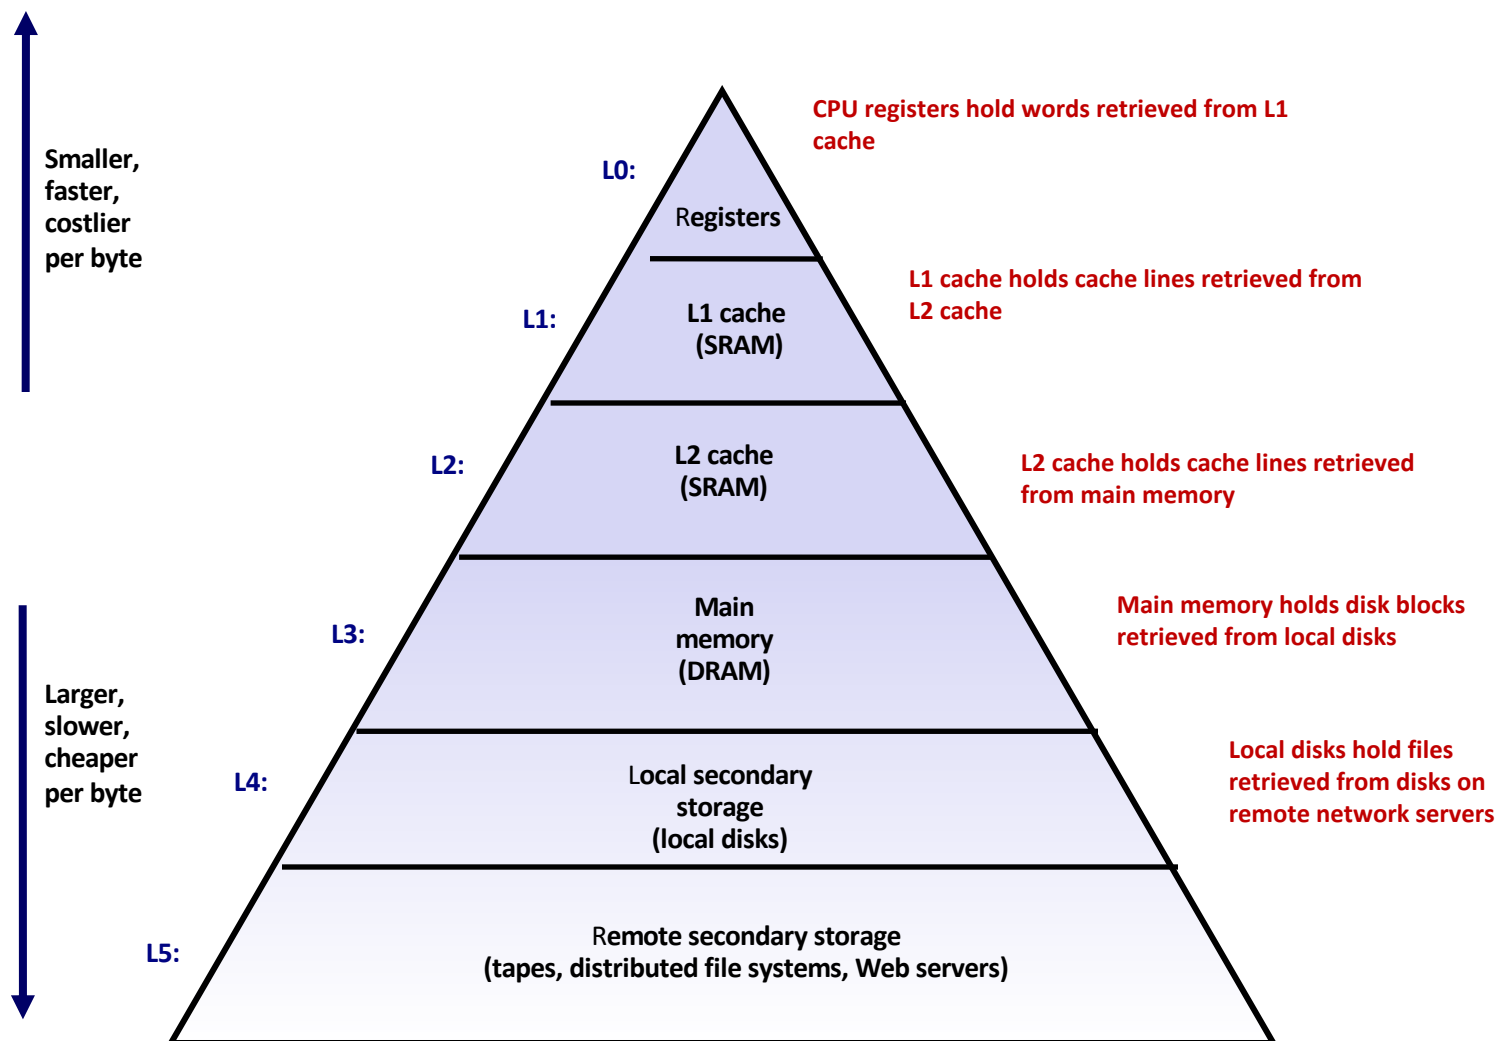 CPU registers hold words retrieved from L1
cache
Smaller,
faster,
costlier
per byte
L0:
Registers
L1 cache holds cache lines retrieved from
L2 cache
L1:
L1 cache
(SRAM)
L2:
L2 cache
(SRAM)
L2 cache holds cache lines retrieved
from main memory
L3:
Main
memory
(DRAM)
Main memory holds disk blocks
retrieved from local disks
Larger,
slower,
cheaper
per byte
L4:
Local secondary
storage
(local disks)
Local disks hold files
retrieved from disks on
remote network servers
L5:
Remote secondary storage
(tapes, distributed file systems, Web servers)